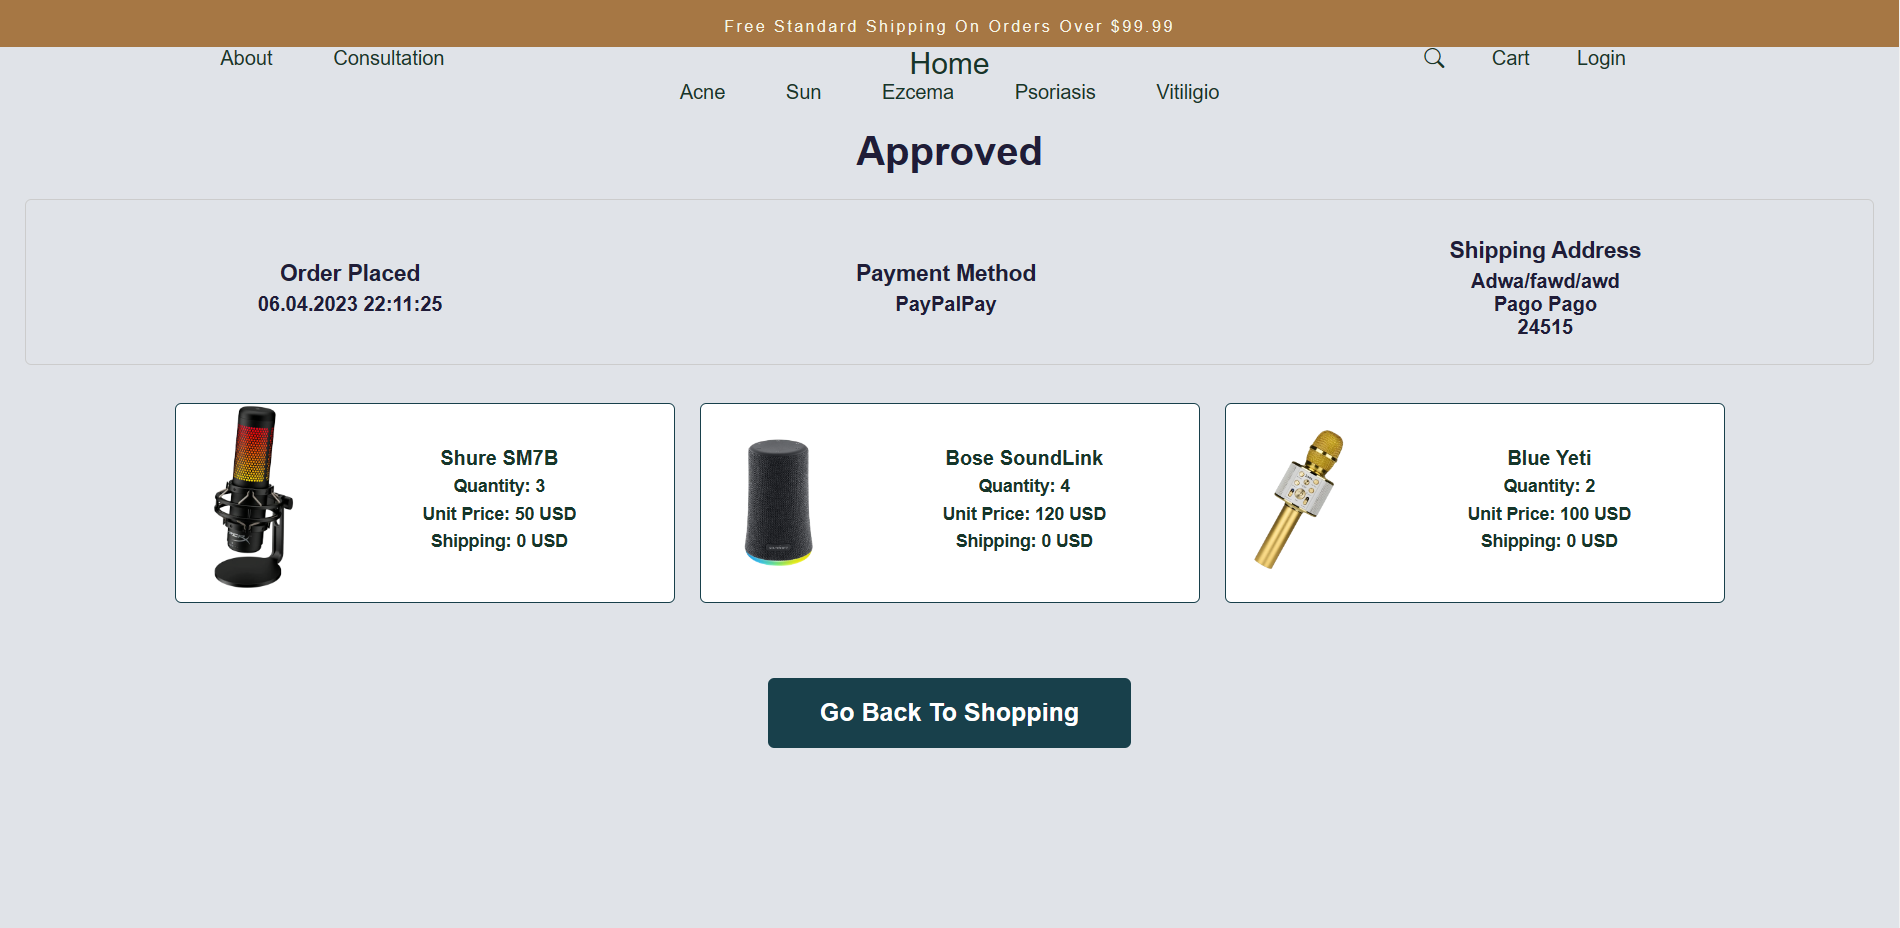 Free Standard Shipping On Orders Over $99.99
About Consultation Home Cart Login
Acne Sun Ezcema Psoriasis Vitiligio
Approved
Order Placed
06.04.2023 22:11:25
Payment Method
PayPalPay
Shipping Address
Adwa/fawd/awd
Pago Pago
24515
Shure SM7B
Quantity: 3
Unit Price: 50 USD
Shipping: 0 USD
Bose SoundLink
Quantity: 4
Unit Price: 120 USD
Shipping: 0 USD
Blue Yeti
Quantity: 2
Unit Price: 100 USD
Shipping: 0 USD
Go Back To Shopping